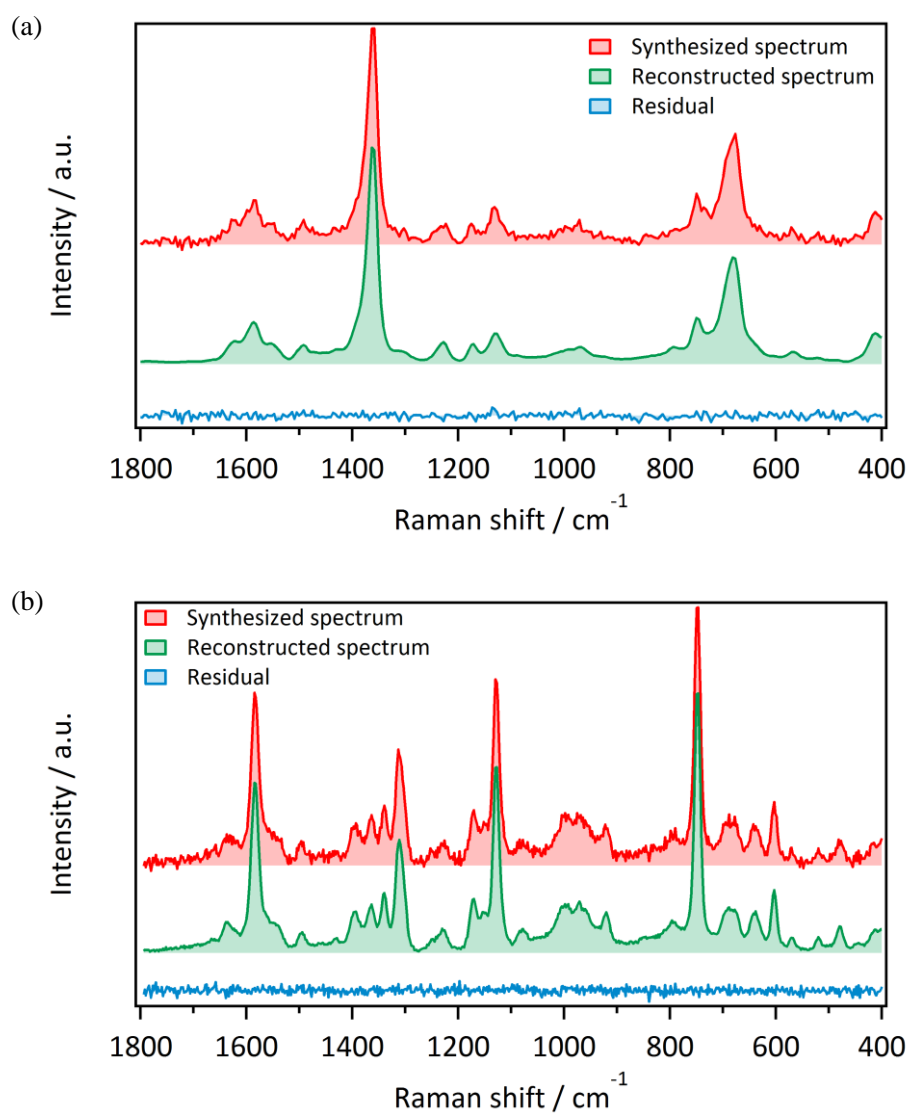 (a)
Synthesized spectrum
Reconstructed spectrum
Residual
Intensity / a.u.
1800 1600 1400 1200 1000 800 600 400
Raman shift / cm⁻¹
(b)
Synthesized spectrum
Reconstructed spectrum
Residual
Intensity / a.u.
1800 1600 1400 1200 1000 800 600 400
Raman shift / cm⁻¹